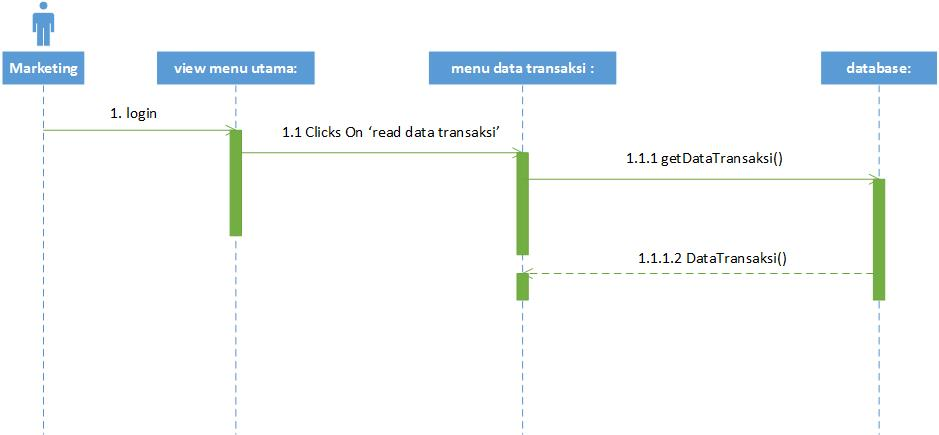 Marketing
view menu utama:
menu data transaksi :
database:
1. login
1.1 Clicks On ‘read data transaksi’
1.1.1 getDataTransaksi()
1.1.1.2 DataTransaksi()